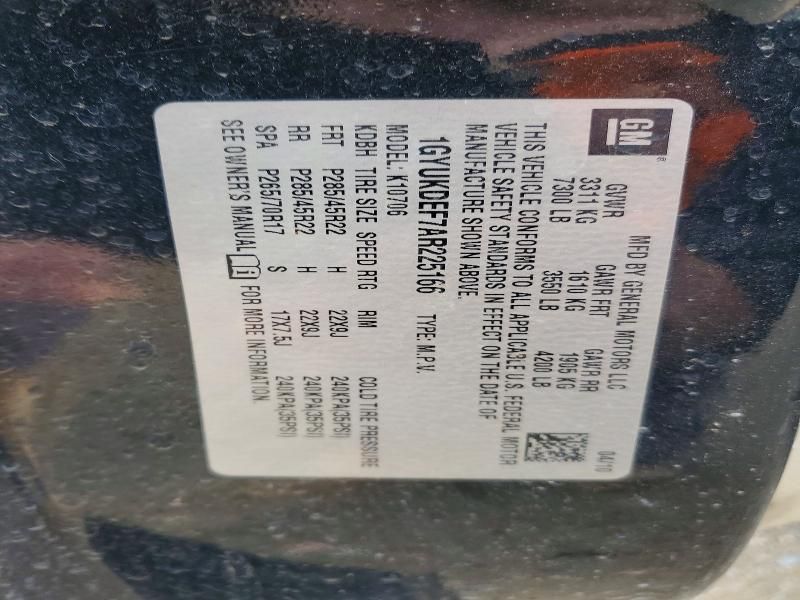 GM
®
MFD BY GENERAL MOTORS LLC 04/10
GVWR GAWR FRT GAWR RR
3311 KG 1610 KG 1905 KG
7300 LB 3550 LB 4200 LB
THIS VEHICLE CONFORMS TO ALL APPLICABLE U.S. FEDERAL MOTOR
VEHICLE SAFETY STANDARDS IN EFFECT ON THE DATE OF
MANUFACTURE SHOWN ABOVE.
1GYUKDEF7AR225166 TYPE: M.P.V.
MODEL: K10706
KDBH TIRE SIZE SPEED RTG RIM COLD TIRE PRESSURE
FRT P285/45R22 H 22X9J 240KPA(35PSI)
RR P285/45R22 H 22X9J 240KPA(35PSI)
SPA P265/70R17 S 17X7.5J 240KPA(35PSI)
SEE OWNER'S MANUAL FOR MORE INFORMATION.